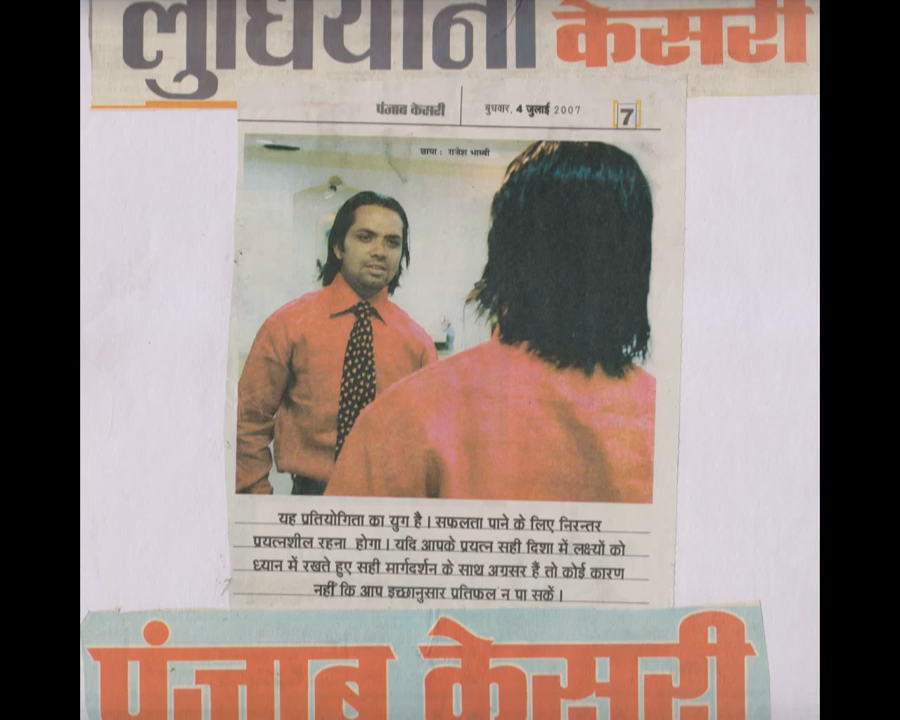 लुधियाना केसरी
पंजाब केसरी
बुधवार, 4 जुलाई 2007
7
छाया : राजेश भाम्बी
यह प्रतियोगिता का युग है। सफलता पाने के लिए निरन्तर
प्रयत्नशील रहना होगा। यदि आपके प्रयत्न सही दिशा में लक्ष्यों को
ध्यान में रखते हुए सही मार्गदर्शन के साथ अग्रसर हैं तो कोई कारण
नहीं कि आप इच्छानुसार प्रतिफल न पा सकें।
पंजाब केसरी